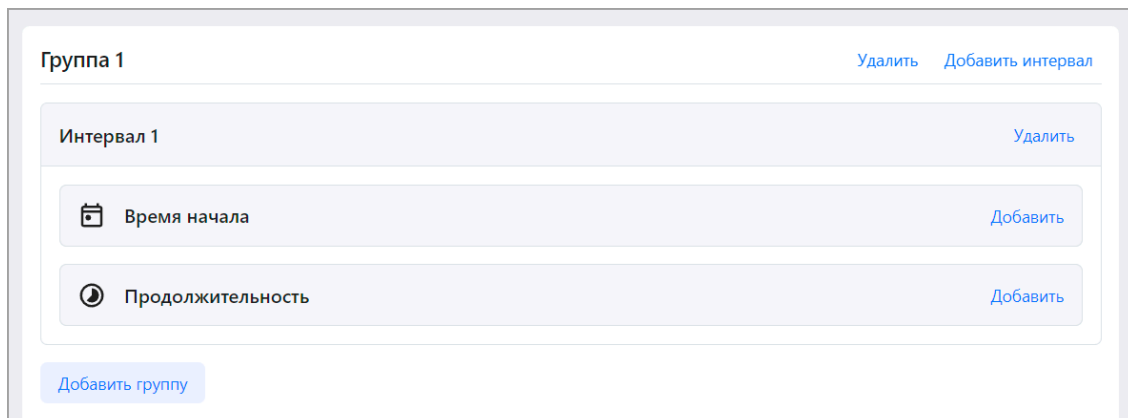 Группа 1 Удалить Добавить интервал
Интервал 1 Удалить
Время начала Добавить
Продолжительность Добавить
Добавить группу